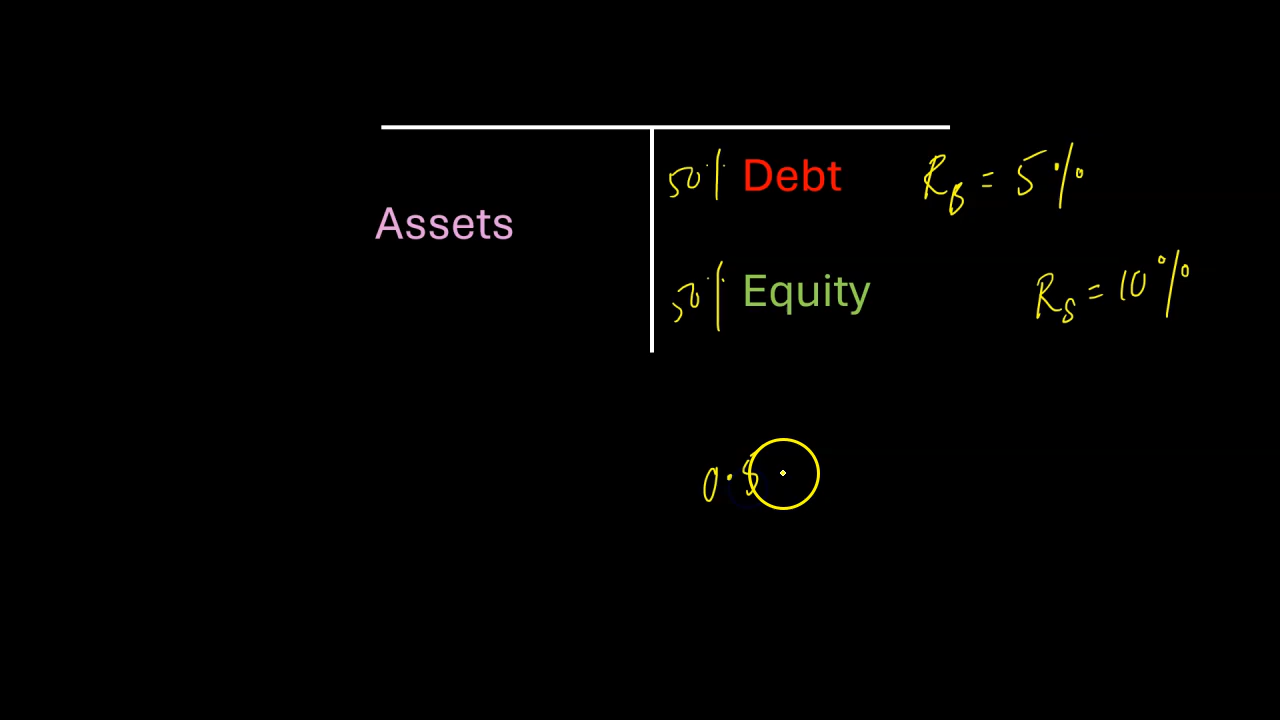 50% Debt R_B = 5%
Assets
50% Equity R_S = 10%
0.5